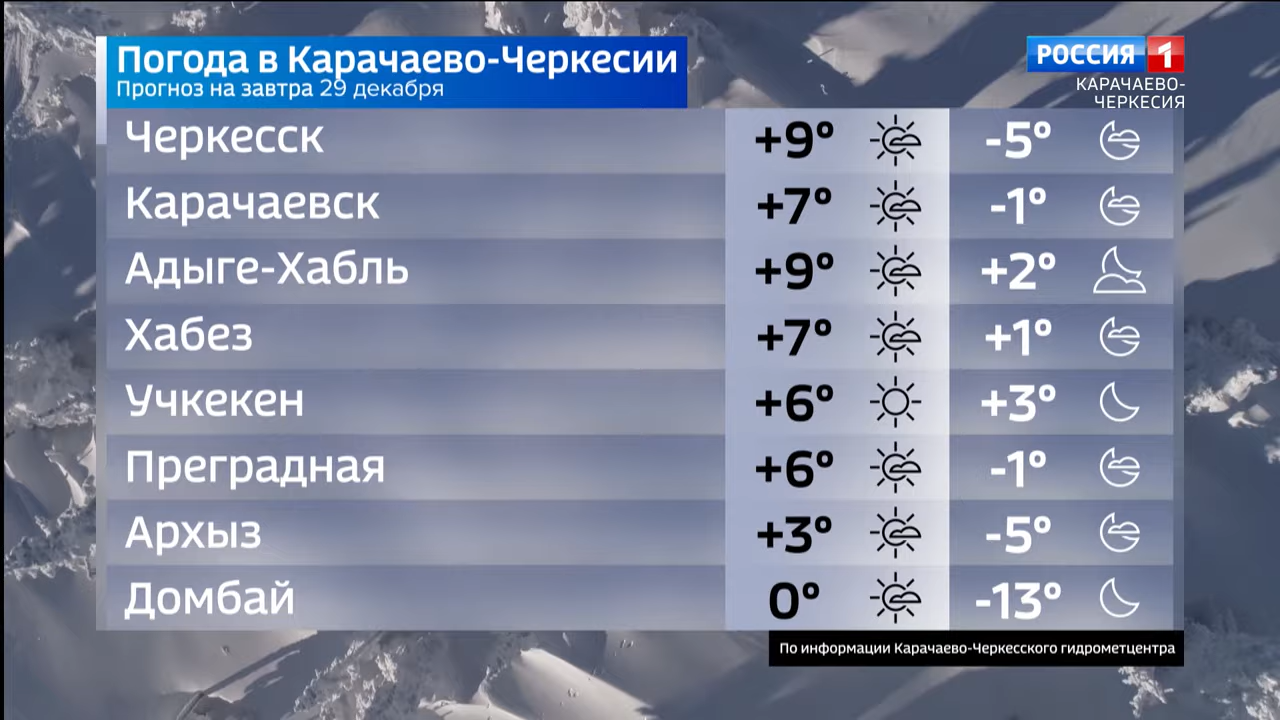 Погода в Карачаево-Черкесии
Прогноз на завтра 29 декабря
РОССИЯ 1
КАРАЧАЕВО-
ЧЕРКЕСИЯ
Черкесск +9° -5°
Карачаевск +7° -1°
Адыге-Хабль +9° +2°
Хабез +7° +1°
Учкекен +6° +3°
Преградная +6° -1°
Архыз +3° -5°
Домбай 0° -13°
По информации Карачаево-Черкесского гидрометцентра